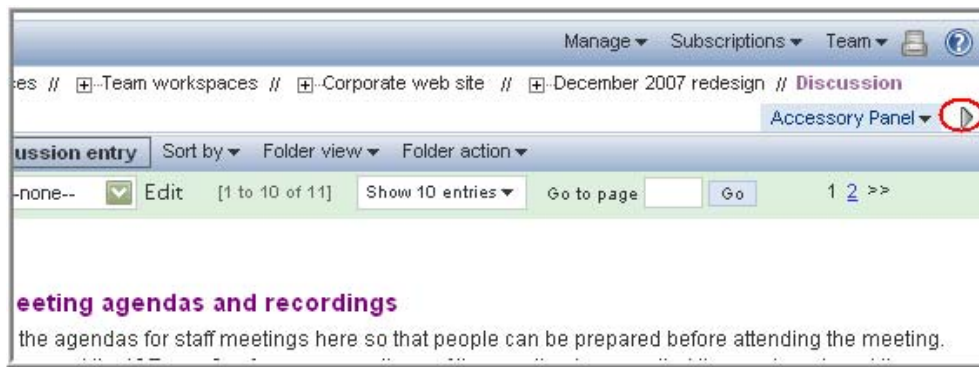 Manage Subscriptions Team
ces // Team workspaces // Corporate web site // December 2007 redesign // Discussion
Accessory Panel
ussion entry Sort by Folder view Folder action
--none-- Edit [1 to 10 of 11] Show 10 entries Go to page Go 1 2 >>
eeting agendas and recordings
the agendas for staff meetings here so that people can be prepared before attending the meeting.